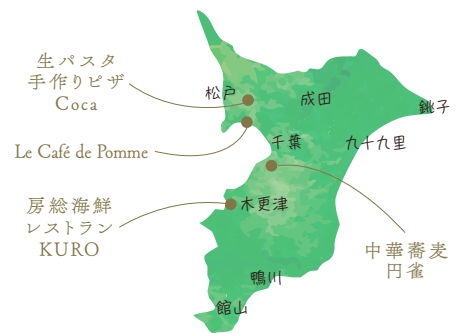 生パスタ
手作りピザ
Coca
Le Café de Pomme
房総海鮮
レストラン
KURO
松戸
成田
銚子
千葉
九十九里
木更津
中華蕎麦
円雀
鴨川
館山